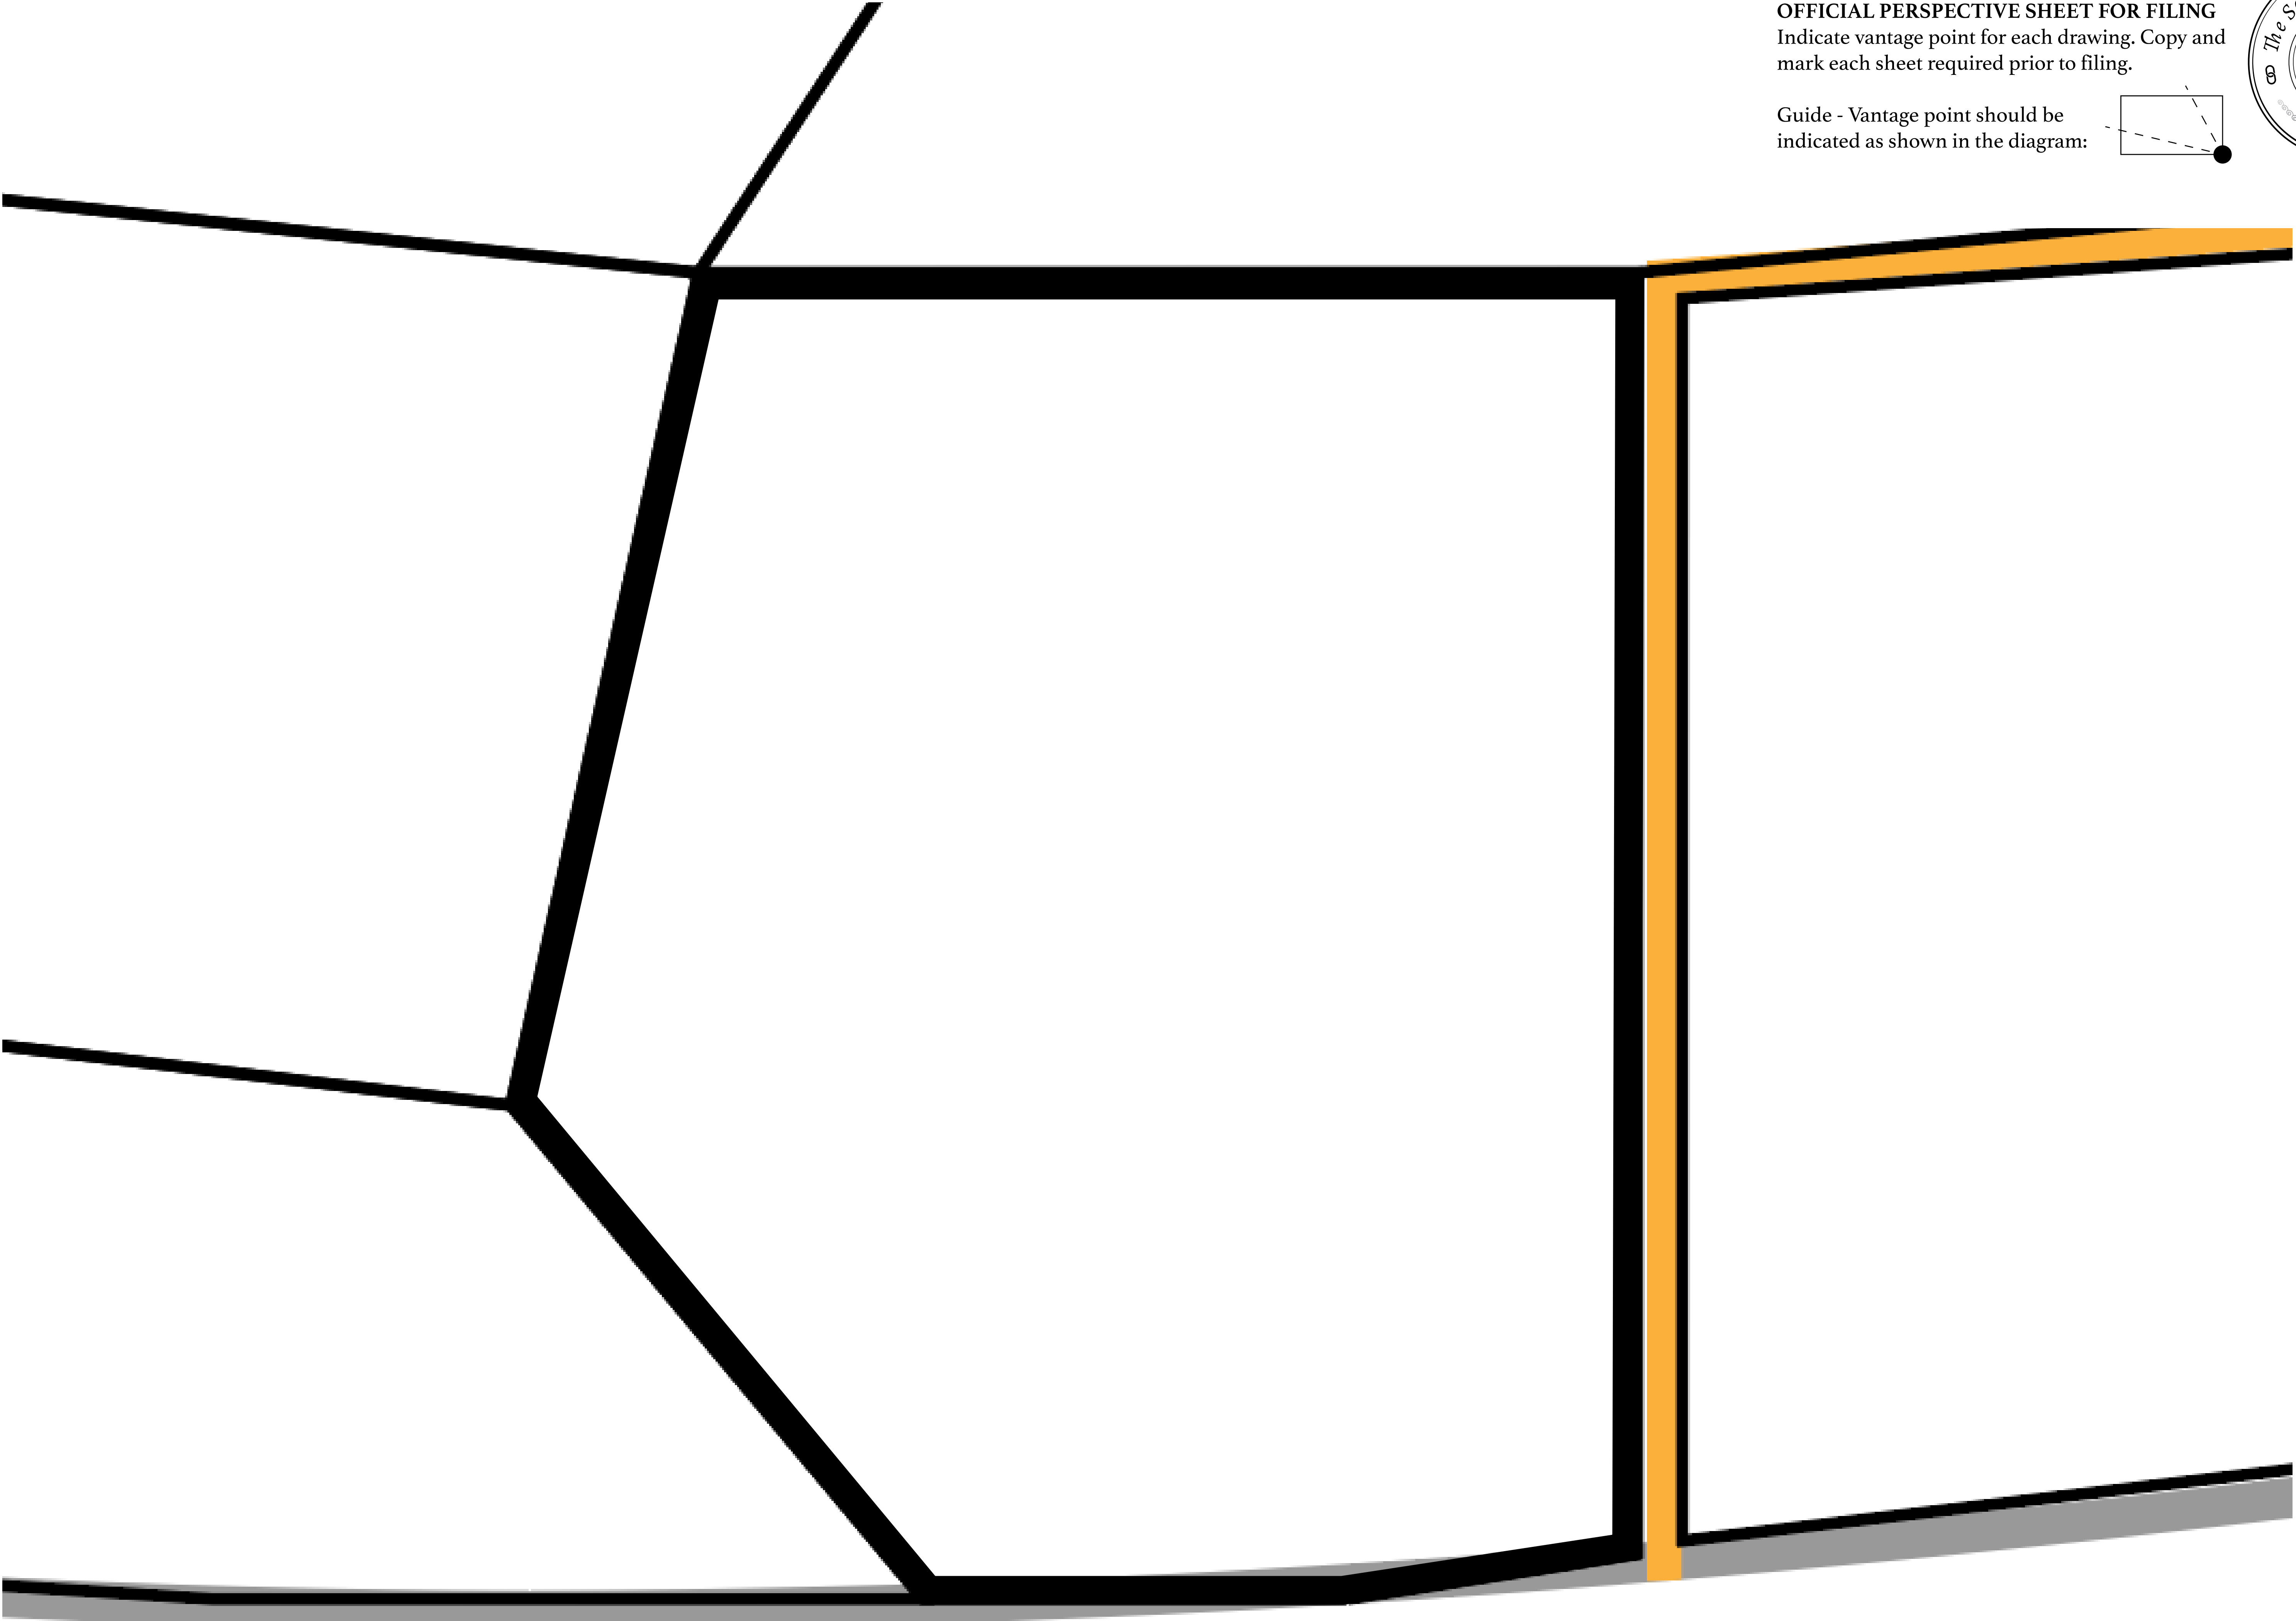 OFFICIAL PERSPECTIVE SHEET FOR FILING
Indicate vantage point for each drawing. Copy and
mark each sheet required prior to filing.
Guide - Vantage point should be
indicated as shown in the diagram:
The